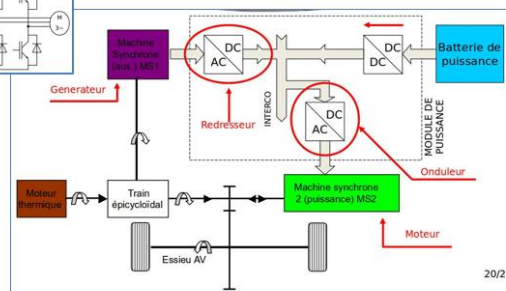 M
3~
Machine
Synchrone
(aux.) MS1
DC
AC
DC
DC
Batterie de
puissance
Generateur
Redresseur
INTERCO
DC
AC
MODULE DE
PUISSANCE
Onduleur
Moteur
thermique
Train
épicycloïdal
Machine synchrone
2 (puissance) MS2
Moteur
Essieu AV
20/2